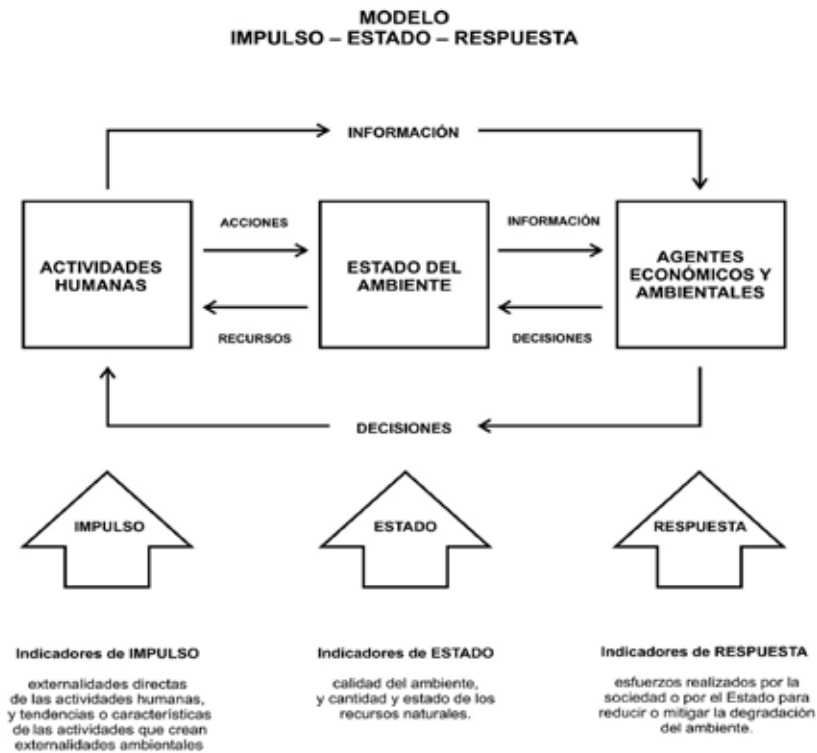 MODELO
IMPULSO – ESTADO – RESPUESTA
INFORMACIÓN
ACTIVIDADES
HUMANAS
ACCIONES
RECURSOS
ESTADO DEL
AMBIENTE
INFORMACIÓN
DECISIONES
AGENTES
ECONÓMICOS Y
AMBIENTALES
DECISIONES
IMPULSO
ESTADO
RESPUESTA
Indicadores de IMPULSO
externalidades directas
de las actividades humanas,
y tendencias o características
de las actividades que crean
externalidades ambientales
Indicadores de ESTADO
calidad del ambiente,
y cantidad y estado de los
recursos naturales.
Indicadores de RESPUESTA
esfuerzos realizados por la
sociedad o por el Estado para
reducir o mitigar la degradación
del ambiente.